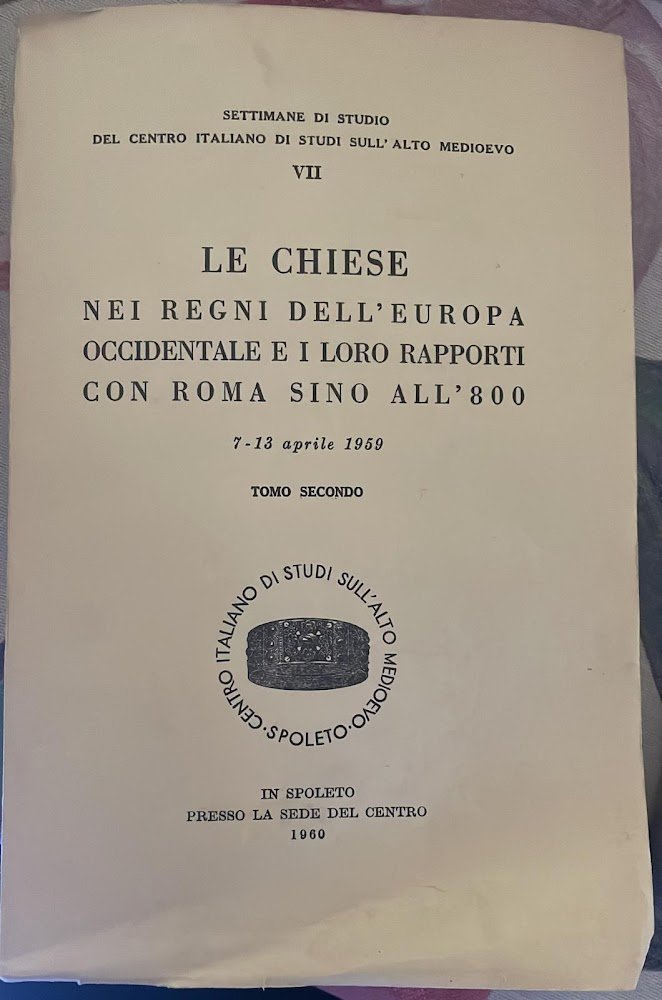 SETTIMANE DI STUDIO
DEL CENTRO ITALIANO DI STUDI SULL'ALTO MEDIOEVO
VII
LE CHIESE
NEI REGNI DELL'EUROPA
OCCIDENTALE E I LORO RAPPORTI
CON ROMA SINO ALL'800
7-13 aprile 1959
TOMO SECONDO
CENTRO ITALIANO DI STUDI SULL'ALTO MEDIOEVO · SPOLETO ·
IN SPOLETO
PRESSO LA SEDE DEL CENTRO
1960